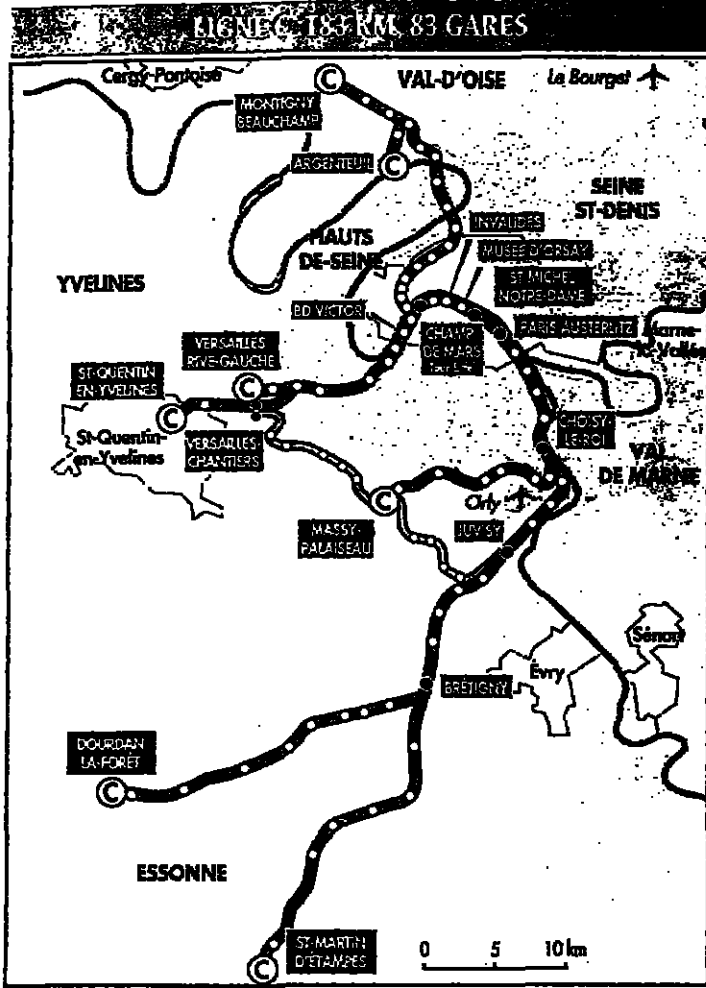 LIGNE C 183 KM, 83 GARES
Cergy-Pontoise
C
VAL-D'OISE
Le Bourget
MONTIGNY
BEAUCHAMP
ARGENTEUIL
C
SEINE
ST-DENIS
INVALIDES
HAUTS
DE-SEINE
MUSÉE D'ORSAY
YVELINES
ST-MICHEL
NOTRE-DAME
BD VICTOR
PARIS AUSTERLITZ
Marne-
la-Vallée
VERSAILLES
RIVE-GAUCHE
CHAMP
DE MARS
ST-QUENTIN
EN-YVELINES
C
C
St-Quentin-
en-Yvelines
VERSAILLES-
CHANTIERS
CHOISY-
LE-ROI
VAL
DE MARNE
C
Orly
MASSY-
PALAISEAU
JUVISY
Sénart
Évry
BRÉTIGNY
DOURDAN
LA-FORÊT
C
ESSONNE
ST-MARTIN
D'ÉTAMPES
C
0 5 10 km